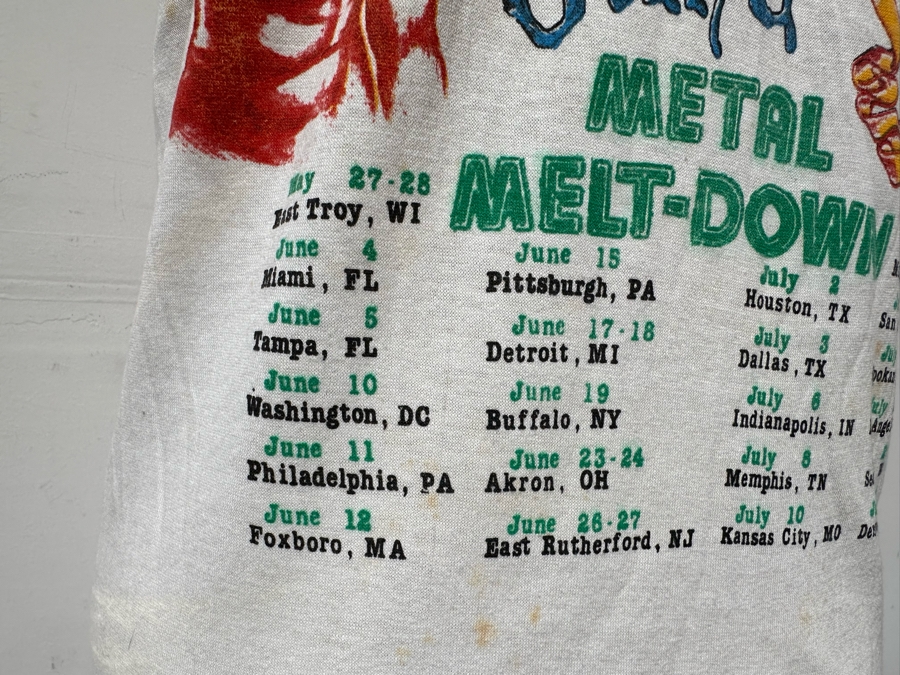 METAL
MELT-DOWN
May 27-28
East Troy, WI
June 4
Miami, FL
June 5
Tampa, FL
June 10
Washington, DC
June 11
Philadelphia, PA
June 12
Foxboro, MA
June 15
Pittsburgh, PA
June 17-18
Detroit, MI
June 19
Buffalo, NY
June 23-24
Akron, OH
June 26-27
East Rutherford, NJ
July 2
Houston, TX
July 3
Dallas, TX
July 6
Indianapolis, IN
July 8
Memphis, TN
July 10
Kansas City, MO
San